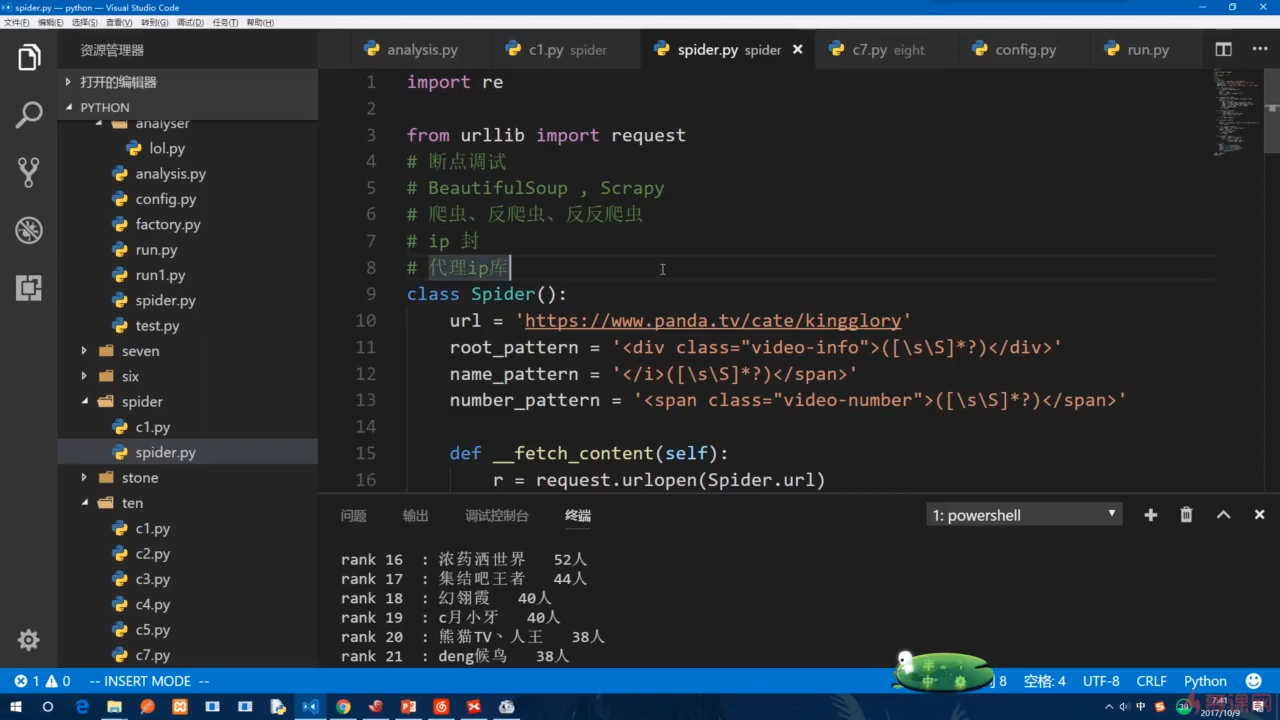 spider.py — python — Visual Studio Code
文件(F) 编辑(E) 选择(S) 查看(V) 转到(G) 调试(D) 任务(T) 帮助(H)
资源管理器
analysis.py c1.py spider spider.py spider c7.py eight config.py run.py
打开的编辑器
PYTHON
analyser
lol.py
analysis.py
config.py
factory.py
run.py
run1.py
spider.py
test.py
seven
six
spider
c1.py
spider.py
stone
ten
c1.py
c2.py
c3.py
c4.py
c5.py
c7.py
1 import re
2
3 from urllib import request
4 # 断点调试
5 # BeautifulSoup , Scrapy
6 # 爬虫、反爬虫、反反爬虫
7 # ip 封
8 # 代理ip库
9 class Spider():
10 url = 'https://www.panda.tv/cate/kingglory'
11 root_pattern = '<div class="video-info">([\s\S]*?)</div>'
12 name_pattern = '</i>([\s\S]*?)</span>'
13 number_pattern = '<span class="video-number">([\s\S]*?)</span>'
14
15 def __fetch_content(self):
16 r = request.urlopen(Spider.url)
问题 输出 调试控制台 终端 1: powershell
rank 16 : 浓药洒世界 52人
rank 17 : 集结吧王者 44人
rank 18 : 幻翎霞 40人
rank 19 : c月小牙 40人
rank 20 : 熊猫TV丶人王 38人
rank 21 : deng候鸟 38人
1 0 -- INSERT MODE -- 8 空格: 4 UTF-8 CRLF Python
中 7:41
2017/10/9